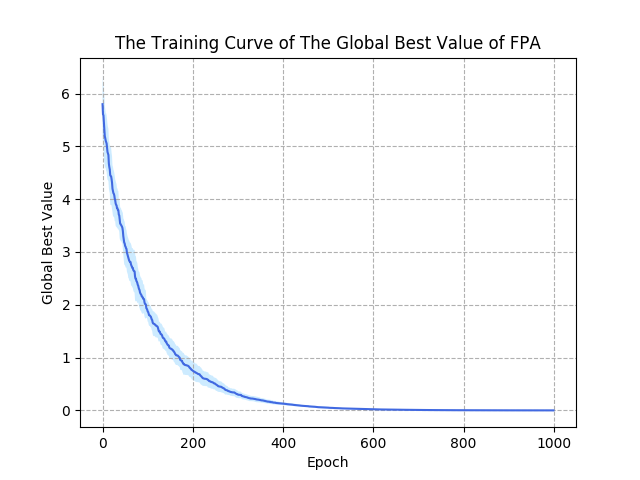 The Training Curve of The Global Best Value of FPA
Global Best Value
6
5
4
3
2
1
0
0 200 400 600 800 1000
Epoch